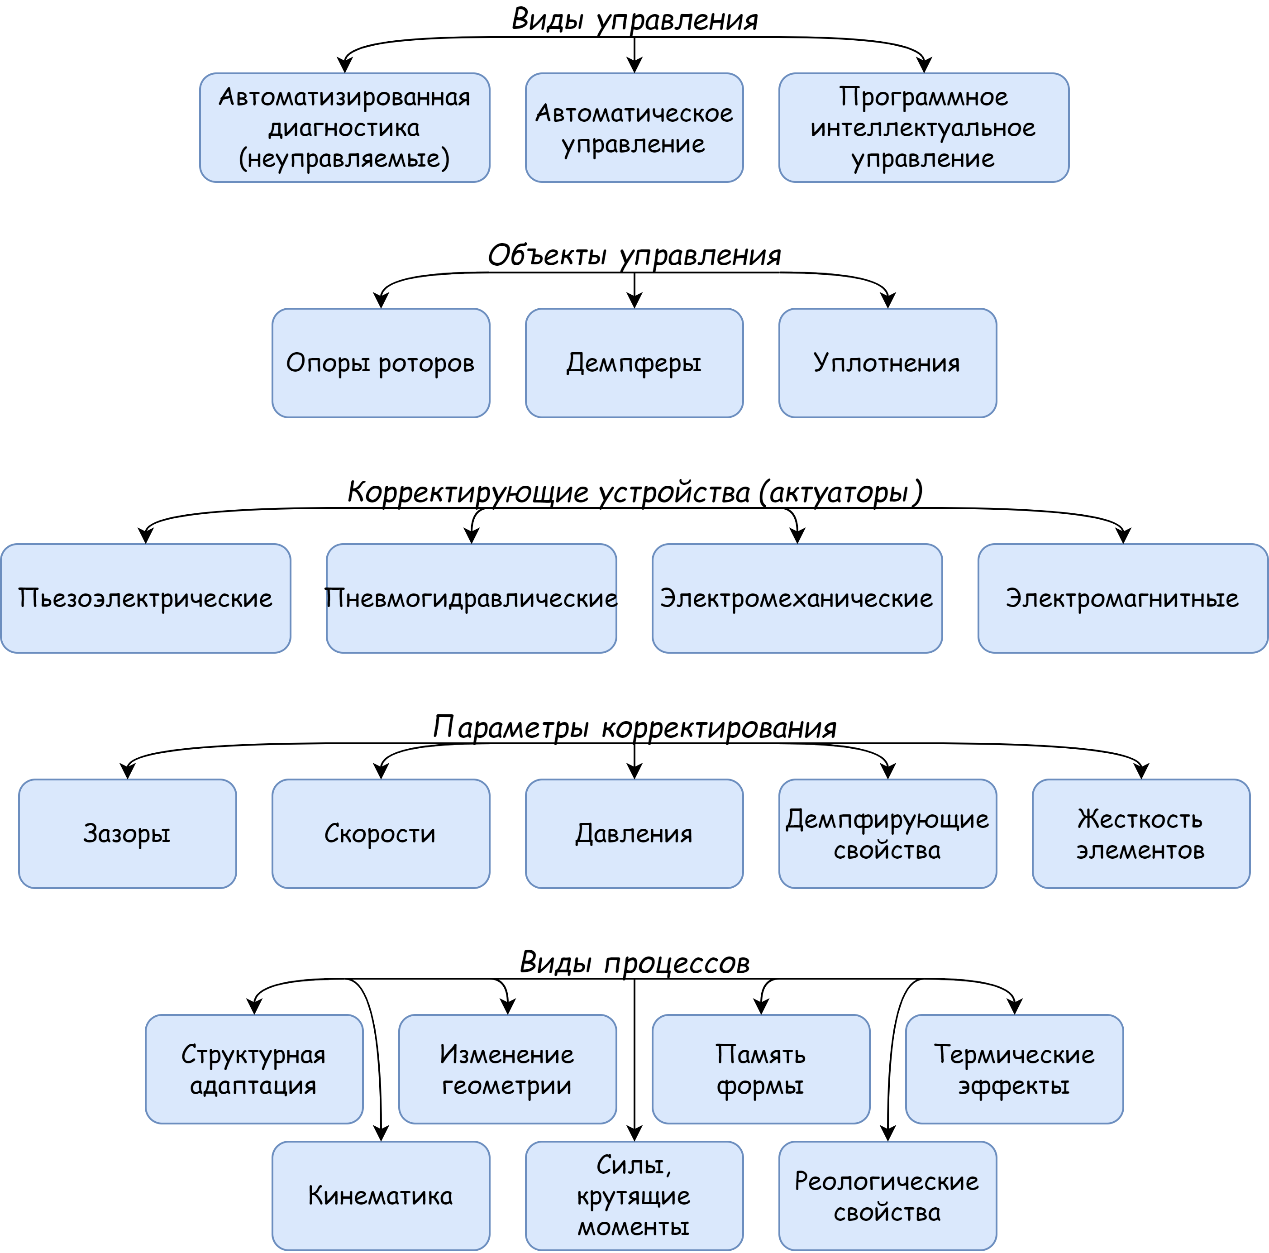 Виды управления
Автоматизированная
диагностика
(неуправляемые)
Автоматическое
управление
Программное
интеллектуальное
управление
Объекты управления
Опоры роторов
Демпферы
Уплотнения
Корректирующие устройства (актуаторы)
Пьезоэлектрические
Пневмогидравлические
Электромеханические
Электромагнитные
Параметры корректирования
Зазоры
Скорости
Давления
Демпфирующие
свойства
Жесткость
элементов
Виды процессов
Структурная
адаптация
Изменение
геометрии
Память
формы
Термические
эффекты
Кинематика
Силы,
крутящие
моменты
Реологические
свойства